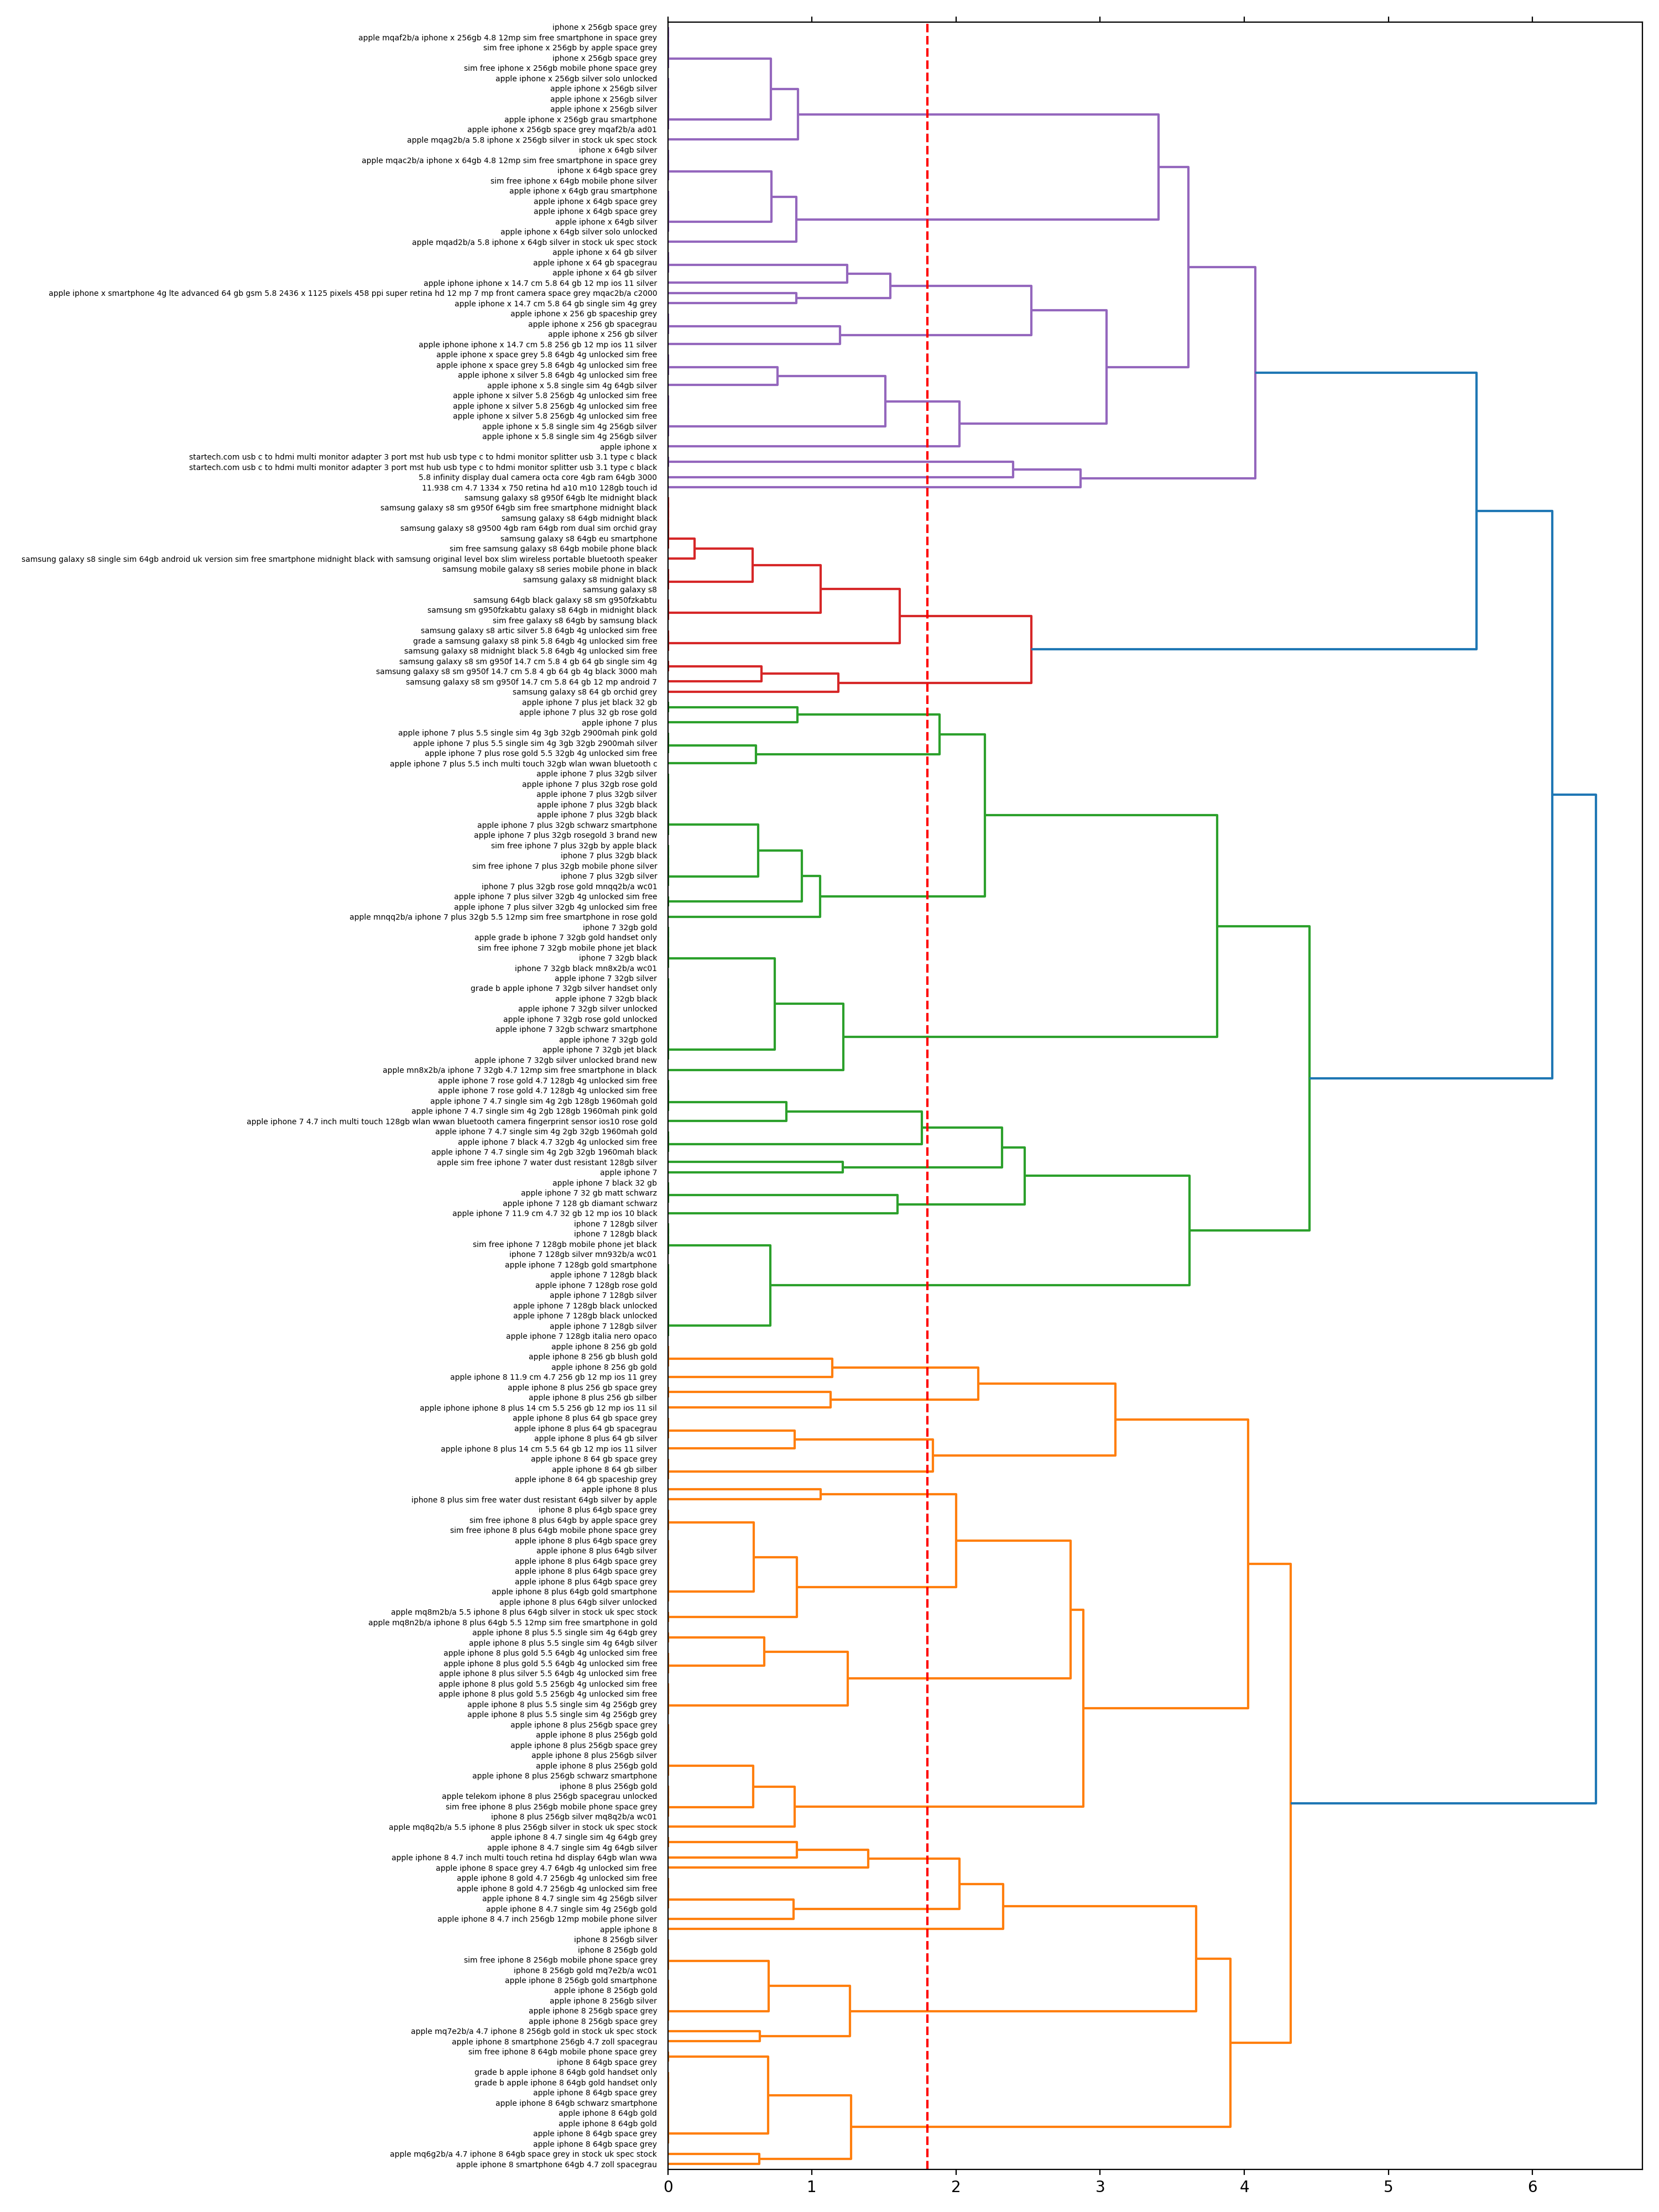 iphone x 256gb space grey
apple mqaf2b/a iphone x 256gb 4.8 12mp sim free smartphone in space grey
sim free iphone x 256gb by apple space grey
iphone x 256gb space grey
sim free iphone x 256gb mobile phone space grey
apple iphone x 256gb silver solo unlocked
apple iphone x 256gb silver
apple iphone x 256gb silver
apple iphone x 256gb silver
apple iphone x 256gb grau smartphone
apple iphone x 256gb space grey mqaf2b/a ad01
apple mqag2b/a 5.8 iphone x 256gb silver in stock uk spec stock
iphone x 64gb silver
apple mqac2b/a iphone x 64gb 4.8 12mp sim free smartphone in space grey
iphone x 64gb space grey
sim free iphone x 64gb mobile phone silver
apple iphone x 64gb grau smartphone
apple iphone x 64gb space grey
apple iphone x 64gb space grey
apple iphone x 64gb silver
apple iphone x 64gb silver solo unlocked
apple mqad2b/a 5.8 iphone x 64gb silver in stock uk spec stock
apple iphone x 64 gb silver
apple iphone x 64 gb spacegrau
apple iphone x 64 gb silver
apple iphone iphone x 14.7 cm 5.8 64 gb 12 mp ios 11 silver
apple iphone x smartphone 4g lte advanced 64 gb gsm 5.8 2436 x 1125 pixels 458 ppi super retina hd 12 mp 7 mp front camera space grey mqac2b/a c2000
apple iphone x 14.7 cm 5.8 64 gb single sim 4g grey
apple iphone x 256 gb spaceship grey
apple iphone x 256 gb spacegrau
apple iphone x 256 gb silver
apple iphone iphone x 14.7 cm 5.8 256 gb 12 mp ios 11 silver
apple iphone x space grey 5.8 64gb 4g unlocked sim free
apple iphone x space grey 5.8 64gb 4g unlocked sim free
apple iphone x silver 5.8 64gb 4g unlocked sim free
apple iphone x 5.8 single sim 4g 64gb silver
apple iphone x silver 5.8 256gb 4g unlocked sim free
apple iphone x silver 5.8 256gb 4g unlocked sim free
apple iphone x silver 5.8 256gb 4g unlocked sim free
apple iphone x 5.8 single sim 4g 256gb silver
apple iphone x 5.8 single sim 4g 256gb silver
apple iphone x
startech.com usb c to hdmi multi monitor adapter 3 port mst hub usb type c to hdmi monitor splitter usb 3.1 type c black
startech.com usb c to hdmi multi monitor adapter 3 port mst hub usb type c to hdmi monitor splitter usb 3.1 type c black
5.8 infinity display dual camera octa core 4gb ram 64gb 3000
11.938 cm 4.7 1334 x 750 retina hd a10 m10 128gb touch id
samsung galaxy s8 g950f 64gb lte midnight black
samsung galaxy s8 sm g950f 64gb sim free smartphone midnight black
samsung galaxy s8 64gb midnight black
samsung galaxy s8 g9500 4gb ram 64gb rom dual sim orchid gray
samsung galaxy s8 64gb eu smartphone
sim free samsung galaxy s8 64gb mobile phone black
samsung galaxy s8 single sim 64gb android uk version sim free smartphone midnight black with samsung original level box slim wireless portable bluetooth speaker
samsung mobile galaxy s8 series mobile phone in black
samsung galaxy s8 midnight black
samsung galaxy s8
samsung 64gb black galaxy s8 sm g950fzkabtu
samsung sm g950fzkabtu galaxy s8 64gb in midnight black
sim free galaxy s8 64gb by samsung black
samsung galaxy s8 artic silver 5.8 64gb 4g unlocked sim free
grade a samsung galaxy s8 pink 5.8 64gb 4g unlocked sim free
samsung galaxy s8 midnight black 5.8 64gb 4g unlocked sim free
samsung galaxy s8 sm g950f 14.7 cm 5.8 4 gb 64 gb single sim 4g
samsung galaxy s8 sm g950f 14.7 cm 5.8 4 gb 64 gb 4g black 3000 mah
samsung galaxy s8 sm g950f 14.7 cm 5.8 64 gb 12 mp android 7
samsung galaxy s8 64 gb orchid grey
apple iphone 7 plus jet black 32 gb
apple iphone 7 plus 32 gb rose gold
apple iphone 7 plus
apple iphone 7 plus 5.5 single sim 4g 3gb 32gb 2900mah pink gold
apple iphone 7 plus 5.5 single sim 4g 3gb 32gb 2900mah silver
apple iphone 7 plus rose gold 5.5 32gb 4g unlocked sim free
apple iphone 7 plus 5.5 inch multi touch 32gb wlan wwan bluetooth c
apple iphone 7 plus 32gb silver
apple iphone 7 plus 32gb rose gold
apple iphone 7 plus 32gb silver
apple iphone 7 plus 32gb black
apple iphone 7 plus 32gb black
apple iphone 7 plus 32gb schwarz smartphone
apple iphone 7 plus 32gb rosegold 3 brand new
sim free iphone 7 plus 32gb by apple black
iphone 7 plus 32gb black
sim free iphone 7 plus 32gb mobile phone silver
iphone 7 plus 32gb silver
iphone 7 plus 32gb rose gold mnqq2b/a wc01
apple iphone 7 plus silver 32gb 4g unlocked sim free
apple iphone 7 plus silver 32gb 4g unlocked sim free
apple mnqq2b/a iphone 7 plus 32gb 5.5 12mp sim free smartphone in rose gold
iphone 7 32gb gold
apple grade b iphone 7 32gb gold handset only
sim free iphone 7 32gb mobile phone jet black
iphone 7 32gb black
iphone 7 32gb black mn8x2b/a wc01
apple iphone 7 32gb silver
grade b apple iphone 7 32gb silver handset only
apple iphone 7 32gb black
apple iphone 7 32gb silver unlocked
apple iphone 7 32gb rose gold unlocked
apple iphone 7 32gb schwarz smartphone
apple iphone 7 32gb gold
apple iphone 7 32gb jet black
apple iphone 7 32gb silver unlocked brand new
apple mn8x2b/a iphone 7 32gb 4.7 12mp sim free smartphone in black
apple iphone 7 rose gold 4.7 128gb 4g unlocked sim free
apple iphone 7 rose gold 4.7 128gb 4g unlocked sim free
apple iphone 7 4.7 single sim 4g 2gb 128gb 1960mah gold
apple iphone 7 4.7 single sim 4g 2gb 128gb 1960mah pink gold
apple iphone 7 4.7 inch multi touch 128gb wlan wwan bluetooth camera fingerprint sensor ios10 rose gold
apple iphone 7 4.7 single sim 4g 2gb 32gb 1960mah gold
apple iphone 7 black 4.7 32gb 4g unlocked sim free
apple iphone 7 4.7 single sim 4g 2gb 32gb 1960mah black
apple sim free iphone 7 water dust resistant 128gb silver
apple iphone 7
apple iphone 7 black 32 gb
apple iphone 7 32 gb matt schwarz
apple iphone 7 128 gb diamant schwarz
apple iphone 7 11.9 cm 4.7 32 gb 12 mp ios 10 black
iphone 7 128gb silver
iphone 7 128gb black
sim free iphone 7 128gb mobile phone jet black
iphone 7 128gb silver mn932b/a wc01
apple iphone 7 128gb gold smartphone
apple iphone 7 128gb black
apple iphone 7 128gb rose gold
apple iphone 7 128gb silver
apple iphone 7 128gb black unlocked
apple iphone 7 128gb black unlocked
apple iphone 7 128gb silver
apple iphone 7 128gb italia nero opaco
apple iphone 8 256 gb gold
apple iphone 8 256 gb blush gold
apple iphone 8 256 gb gold
apple iphone 8 11.9 cm 4.7 256 gb 12 mp ios 11 grey
apple iphone 8 plus 256 gb space grey
apple iphone 8 plus 256 gb silber
apple iphone iphone 8 plus 14 cm 5.5 256 gb 12 mp ios 11 sil
apple iphone 8 plus 64 gb space grey
apple iphone 8 plus 64 gb spacegrau
apple iphone 8 plus 64 gb silver
apple iphone 8 plus 14 cm 5.5 64 gb 12 mp ios 11 silver
apple iphone 8 64 gb space grey
apple iphone 8 64 gb silber
apple iphone 8 64 gb spaceship grey
apple iphone 8 plus
iphone 8 plus sim free water dust resistant 64gb silver by apple
iphone 8 plus 64gb space grey
sim free iphone 8 plus 64gb by apple space grey
sim free iphone 8 plus 64gb mobile phone space grey
apple iphone 8 plus 64gb space grey
apple iphone 8 plus 64gb silver
apple iphone 8 plus 64gb space grey
apple iphone 8 plus 64gb space grey
apple iphone 8 plus 64gb space grey
apple iphone 8 plus 64gb gold smartphone
apple iphone 8 plus 64gb silver unlocked
apple mq8m2b/a 5.5 iphone 8 plus 64gb silver in stock uk spec stock
apple mq8n2b/a iphone 8 plus 64gb 5.5 12mp sim free smartphone in gold
apple iphone 8 plus 5.5 single sim 4g 64gb grey
apple iphone 8 plus 5.5 single sim 4g 64gb silver
apple iphone 8 plus gold 5.5 64gb 4g unlocked sim free
apple iphone 8 plus gold 5.5 64gb 4g unlocked sim free
apple iphone 8 plus silver 5.5 64gb 4g unlocked sim free
apple iphone 8 plus gold 5.5 256gb 4g unlocked sim free
apple iphone 8 plus gold 5.5 256gb 4g unlocked sim free
apple iphone 8 plus 5.5 single sim 4g 256gb grey
apple iphone 8 plus 5.5 single sim 4g 256gb grey
apple iphone 8 plus 256gb space grey
apple iphone 8 plus 256gb gold
apple iphone 8 plus 256gb space grey
apple iphone 8 plus 256gb silver
apple iphone 8 plus 256gb gold
apple iphone 8 plus 256gb schwarz smartphone
iphone 8 plus 256gb gold
apple telekom iphone 8 plus 256gb spacegrau unlocked
sim free iphone 8 plus 256gb mobile phone space grey
iphone 8 plus 256gb silver mq8q2b/a wc01
apple mq8q2b/a 5.5 iphone 8 plus 256gb silver in stock uk spec stock
apple iphone 8 4.7 single sim 4g 64gb grey
apple iphone 8 4.7 single sim 4g 64gb silver
apple iphone 8 4.7 inch multi touch retina hd display 64gb wlan wwa
apple iphone 8 space grey 4.7 64gb 4g unlocked sim free
apple iphone 8 gold 4.7 256gb 4g unlocked sim free
apple iphone 8 gold 4.7 256gb 4g unlocked sim free
apple iphone 8 4.7 single sim 4g 256gb silver
apple iphone 8 4.7 single sim 4g 256gb gold
apple iphone 8 4.7 inch 256gb 12mp mobile phone silver
apple iphone 8
iphone 8 256gb silver
iphone 8 256gb gold
sim free iphone 8 256gb mobile phone space grey
iphone 8 256gb gold mq7e2b/a wc01
apple iphone 8 256gb gold smartphone
apple iphone 8 256gb gold
apple iphone 8 256gb silver
apple iphone 8 256gb space grey
apple iphone 8 256gb space grey
apple mq7e2b/a 4.7 iphone 8 256gb gold in stock uk spec stock
apple iphone 8 smartphone 256gb 4.7 zoll spacegrau
sim free iphone 8 64gb mobile phone space grey
iphone 8 64gb space grey
grade b apple iphone 8 64gb gold handset only
grade b apple iphone 8 64gb gold handset only
apple iphone 8 64gb space grey
apple iphone 8 64gb schwarz smartphone
apple iphone 8 64gb gold
apple iphone 8 64gb gold
apple iphone 8 64gb space grey
apple iphone 8 64gb space grey
apple mq6g2b/a 4.7 iphone 8 64gb space grey in stock uk spec stock
apple iphone 8 smartphone 64gb 4.7 zoll spacegrau
0 1 2 3 4 5 6